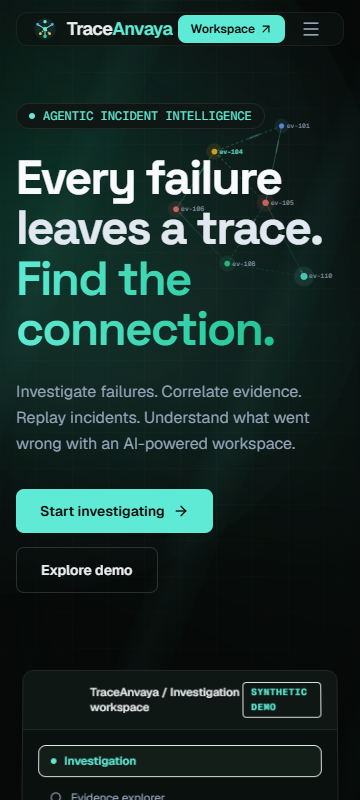 TraceAnvaya
Workspace
AGENTIC INCIDENT INTELLIGENCE
ev-101
ev-104
Every failure
ev-105
ev-106
leaves a trace.
ev-108
Find the
ev-110
connection.
Investigate failures. Correlate evidence.
Replay incidents. Understand what went
wrong with an AI-powered workspace.
Start investigating
Explore demo
TraceAnvaya / Investigation
workspace
SYNTHETIC
DEMO
Investigation
Evidence explorer